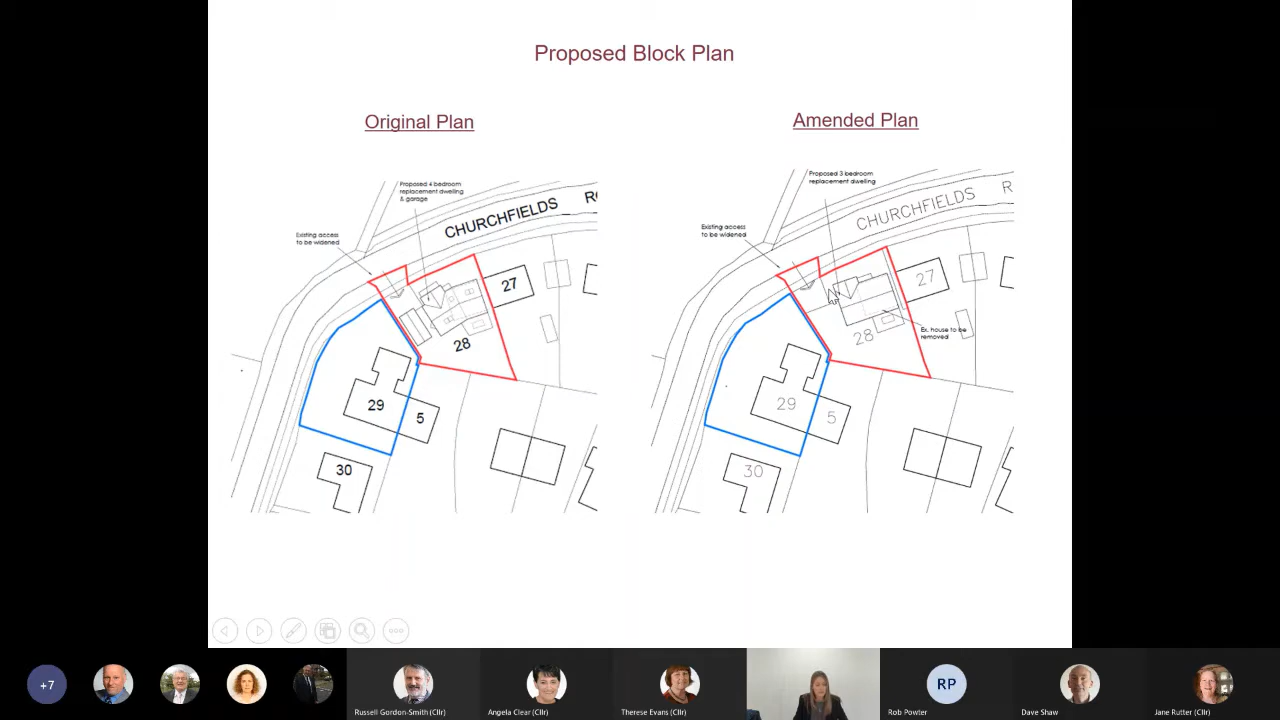 Proposed Block Plan
Original Plan
Amended Plan
Proposed 4 bedroom
replacement dwelling
& garage
Existing access
to be widened
CHURCHFIELDS
27
28
29
5
30
Proposed 3 bedroom
replacement dwelling
Existing access
to be widened
CHURCHFIELDS
R
27
Ex. house to be
removed
28
29
5
30
+7
Russell Gordon-Smith (Cllr)
Angela Clear (Cllr)
Therese Evans (Cllr)
RP
Rob Powter
Dave Shaw
Jane Rutter (Cllr)